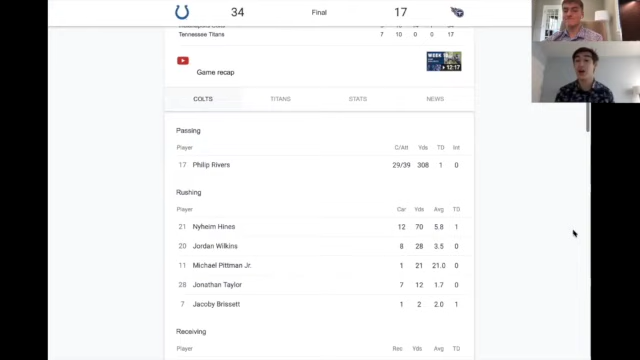 34 Final 17
Tennessee Titans 7 10 0 0 17
Game recap
WEEK 10
12:17
COLTS TITANS STATS NEWS
Passing
Player C/Att Yds TD Int
17 Philip Rivers 29/39 308 1 0
Rushing
Player Car Yds Avg TD
21 Nyheim Hines 12 70 5.8 1
20 Jordan Wilkins 8 28 3.5 0
11 Michael Pittman Jr. 1 21 21.0 0
28 Jonathan Taylor 7 12 1.7 0
7 Jacoby Brissett 1 2 2.0 1
Receiving
Player Rec Yds Avg TD